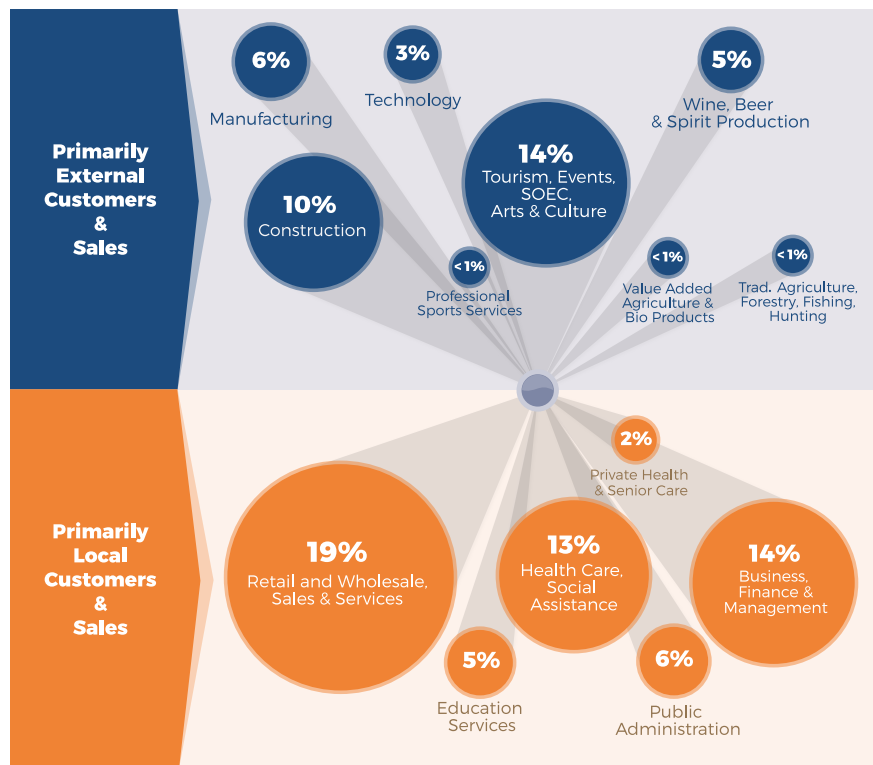 Primarily
External
Customers
&
Sales
6%
Manufacturing
3%
Technology
5%
Wine, Beer
& Spirit Production
10%
Construction
14%
Tourism, Events,
SOEC,
Arts & Culture
<1%
Professional
Sports Services
<1%
Value Added
Agriculture &
Bio Products
<1%
Trad. Agriculture,
Forestry, Fishing,
Hunting
Primarily
Local
Customers
&
Sales
2%
Private Health
& Senior Care
19%
Retail and Wholesale,
Sales & Services
13%
Health Care,
Social
Assistance
14%
Business,
Finance &
Management
5%
Education
Services
6%
Public
Administration